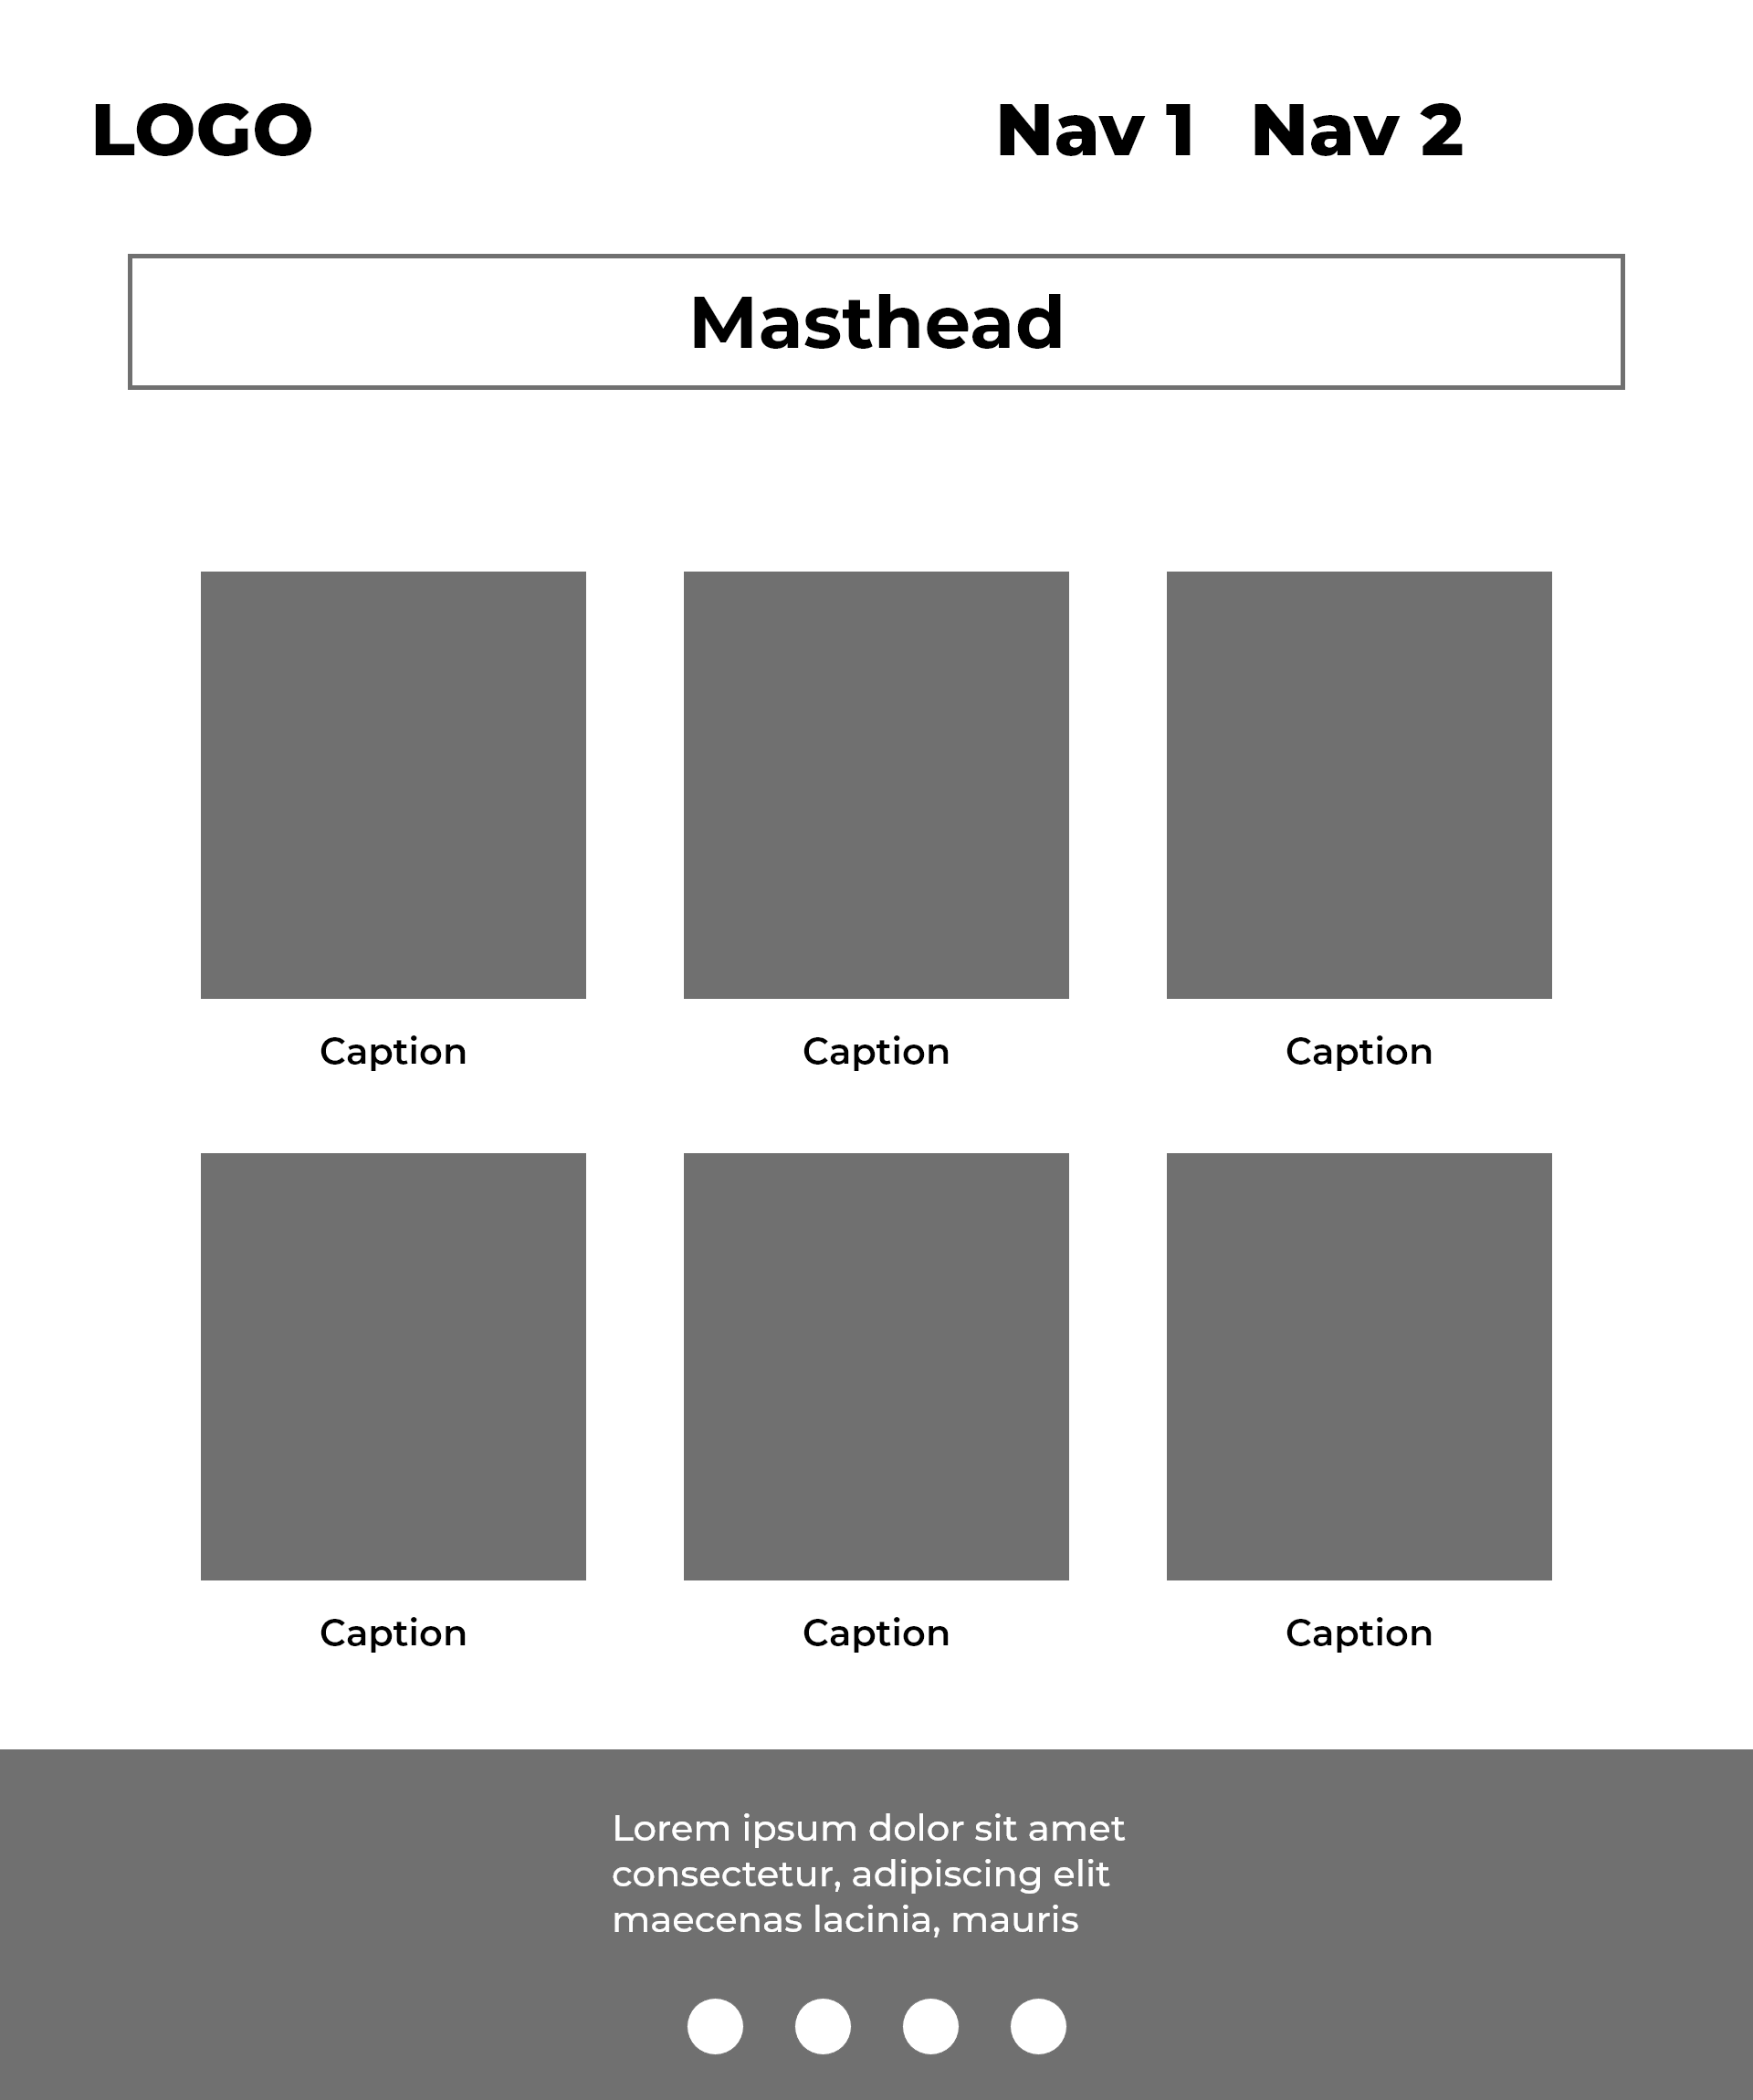 LOGO Nav 1 Nav 2
Masthead
Caption Caption Caption
Caption Caption Caption
Lorem ipsum dolor sit amet
consectetur, adipiscing elit
maecenas lacinia, mauris